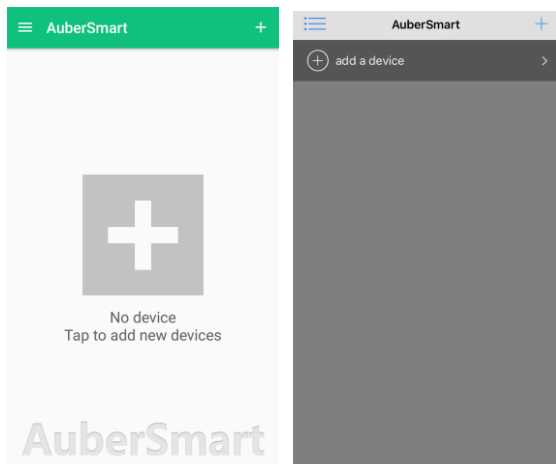 AuberSmart
No device
Tap to add new devices
AuberSmart
AuberSmart
add a device